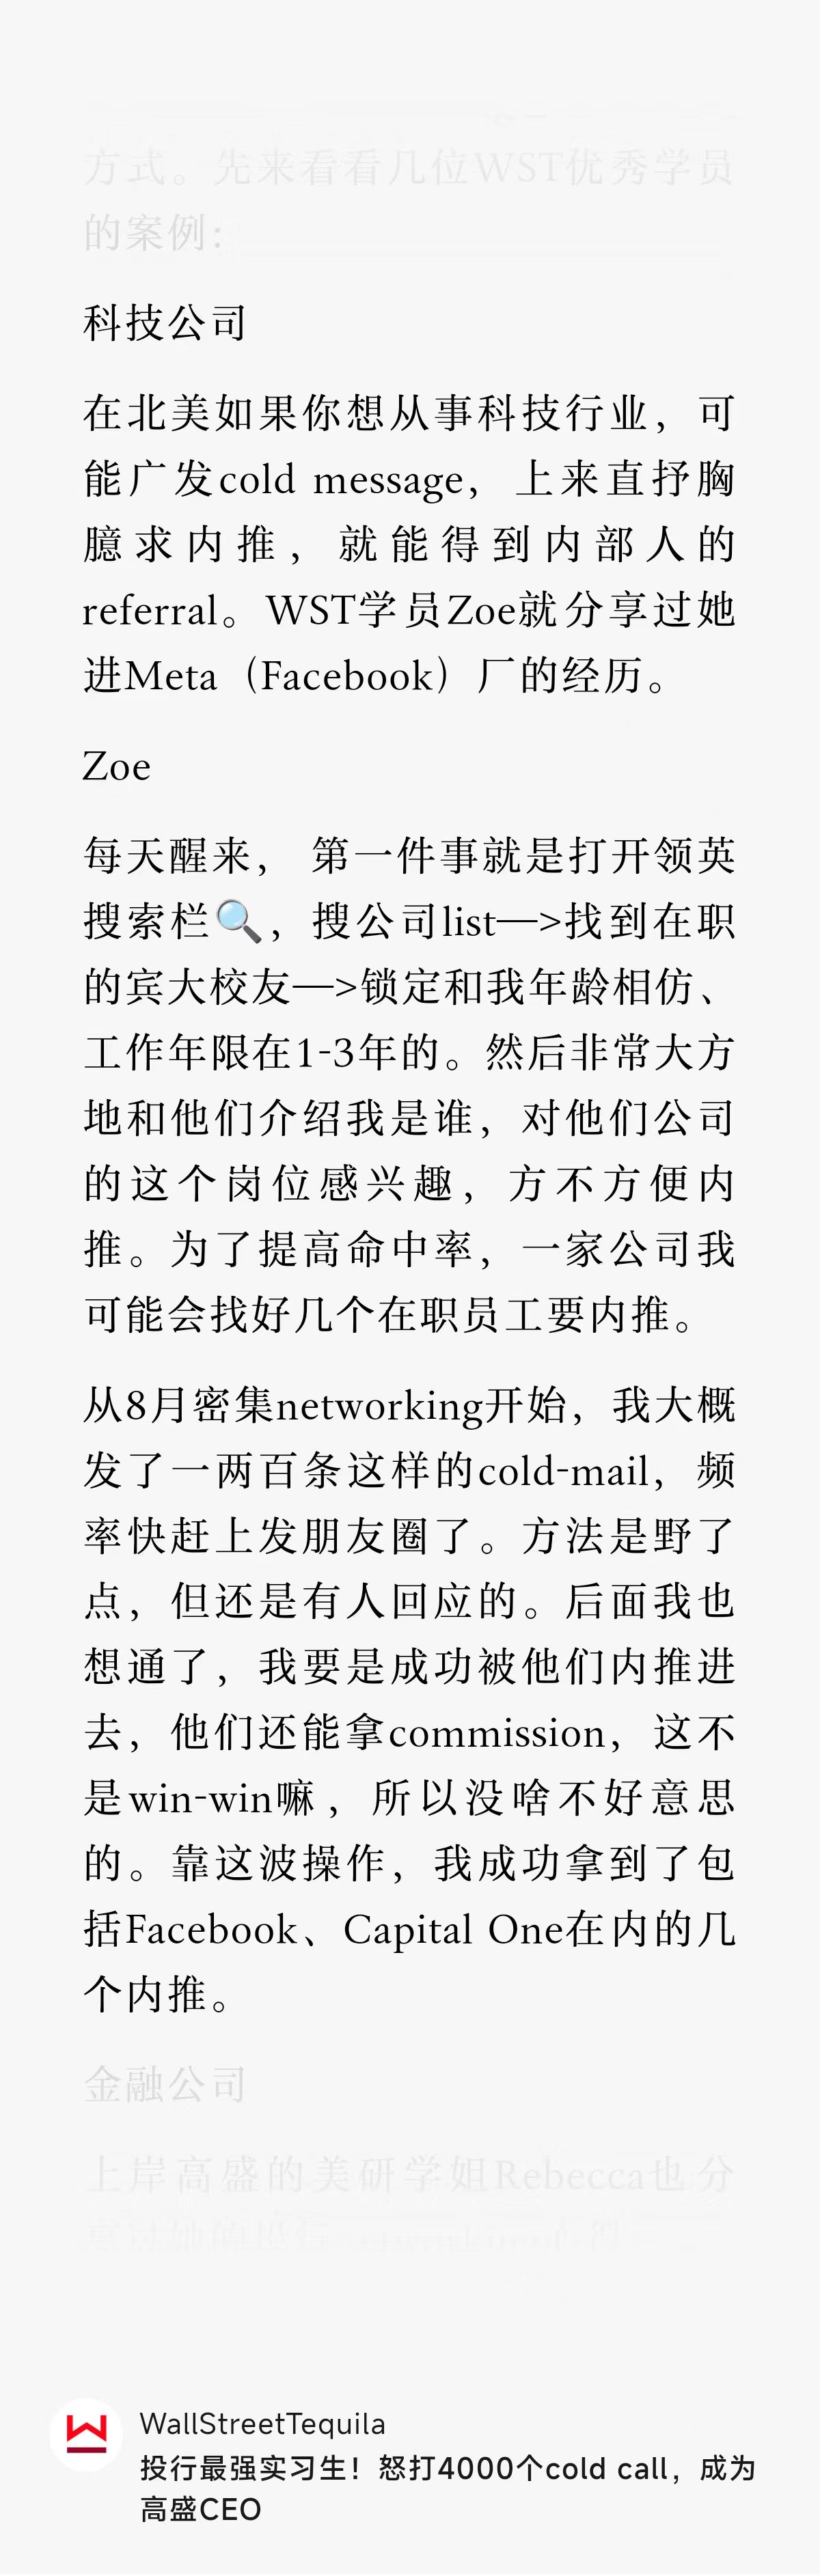 方式。先来看看几位WST优秀学员
的案例：
科技公司
在北美如果你想从事科技行业，可
能广发cold message，上来直抒胸
臆求内推，就能得到内部人的
referral。WST学员Zoe就分享过她
进Meta（Facebook）厂的经历。
Zoe
每天醒来， 第一件事就是打开领英
搜索栏🔍，搜公司list—>找到在职
的宾大校友—>锁定和我年龄相仿、
工作年限在1-3年的。然后非常大方
地和他们介绍我是谁，对他们公司
的这个岗位感兴趣，方不方便内
推。为了提高命中率，一家公司我
可能会找好几个在职员工要内推。
从8月密集networking开始，我大概
发了一两百条这样的cold-mail，频
率快赶上发朋友圈了。方法是野了
点，但还是有人回应的。后面我也
想通了，我要是成功被他们内推进
去，他们还能拿commission，这不
是win-win嘛，所以没啥不好意思
的。靠这波操作，我成功拿到了包
括Facebook、Capital One在内的几
个内推。
金融公司
上岸高盛的美研学姐Rebecca也分
WallStreetTequila
投行最强实习生！怒打4000个cold call，成为
高盛CEO